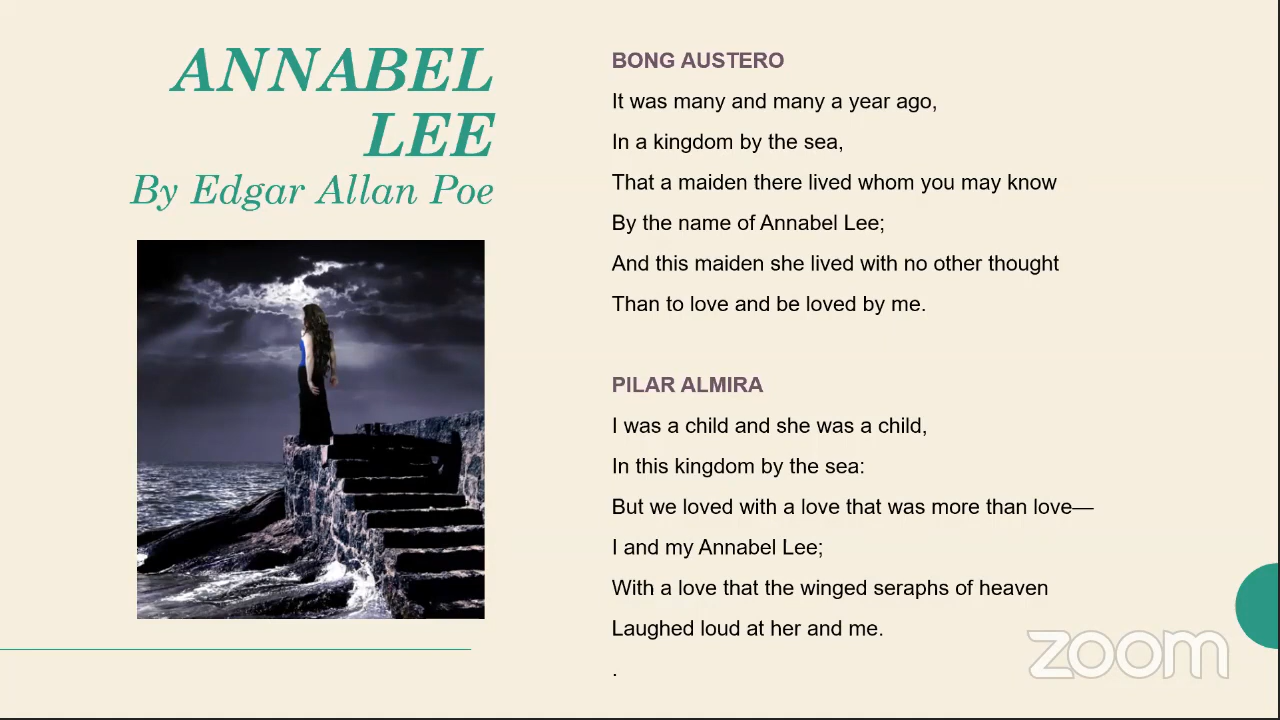 ANNABEL
LEE
By Edgar Allan Poe
BONG AUSTERO
It was many and many a year ago,
In a kingdom by the sea,
That a maiden there lived whom you may know
By the name of Annabel Lee;
And this maiden she lived with no other thought
Than to love and be loved by me.
PILAR ALMIRA
I was a child and she was a child,
In this kingdom by the sea:
But we loved with a love that was more than love—
I and my Annabel Lee;
With a love that the winged seraphs of heaven
Laughed loud at her and me.
.
zoom